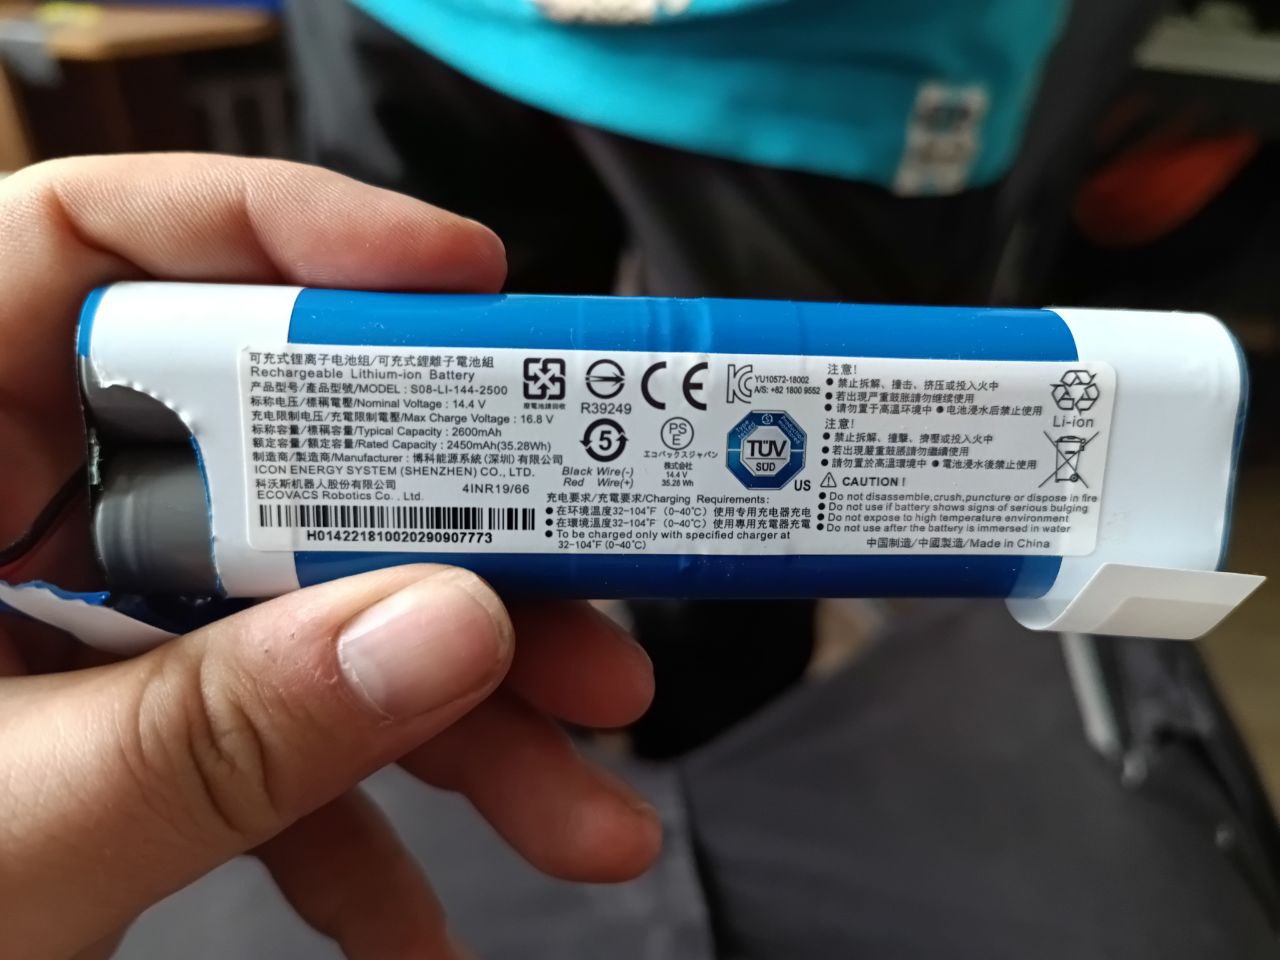 可充式锂离子电池组/可充式鋰離子電池組
Rechargeable Lithium-ion Battery
产品型号/產品型號/MODEL : S08-LI-144-2500
标称电压/標稱電壓/Nominal Voltage : 14.4 V
充电限制电压/充電限制電壓/Max Charge Voltage : 16.8 V
标称容量/標稱容量/Typical Capacity : 2600mAh
额定容量/額定容量/Rated Capacity : 2450mAh(35.28Wh)
制造商/製造商/Manufacturer : 博科能源系統(深圳)有限公司
ICON ENERGY SYSTEM (SHENZHEN) CO., LTD.
科沃斯机器人股份有限公司
ECOVACS Robotics Co., Ltd.
4INR19/66
H01422181002029090​7773
廢電池請回收
R39249
CE
5
Black Wire(-)
Red Wire(+)
PS
E
エコバックスジャパン
株式会社
14.4 V
35.28 Wh
YU10572-18002
A/S: +82 1800 9552
TÜV
SÜD
US
充电要求/充電要求/Charging Requirements:
● 在环境温度32-104°F (0-40℃) 使用专用充电器充电
● 在環境溫度32-104°F (0-40℃) 使用專用充電器充電
● To be charged only with specified charger at
32-104°F (0-40℃)
注意!
● 禁止拆解、撞击、挤压或投入火中
● 若出现严重鼓胀请勿继续使用
● 请勿置于高温环境中 ● 电池浸水后禁止使用
注意!
● 禁止拆解、撞擊、擠壓或投入火中
● 若出現嚴重鼓脹請勿繼續使用
● 請勿置於高溫環境中 ● 電池浸水後禁止使用
CAUTION!
● Do not disassemble,crush,puncture or dispose in fire
● Do not use if battery shows signs of serious bulging
● Do not expose to high temperature environment
● Do not use after the battery is immersed in water
中国制造/中國製造/Made in China
Li-ion